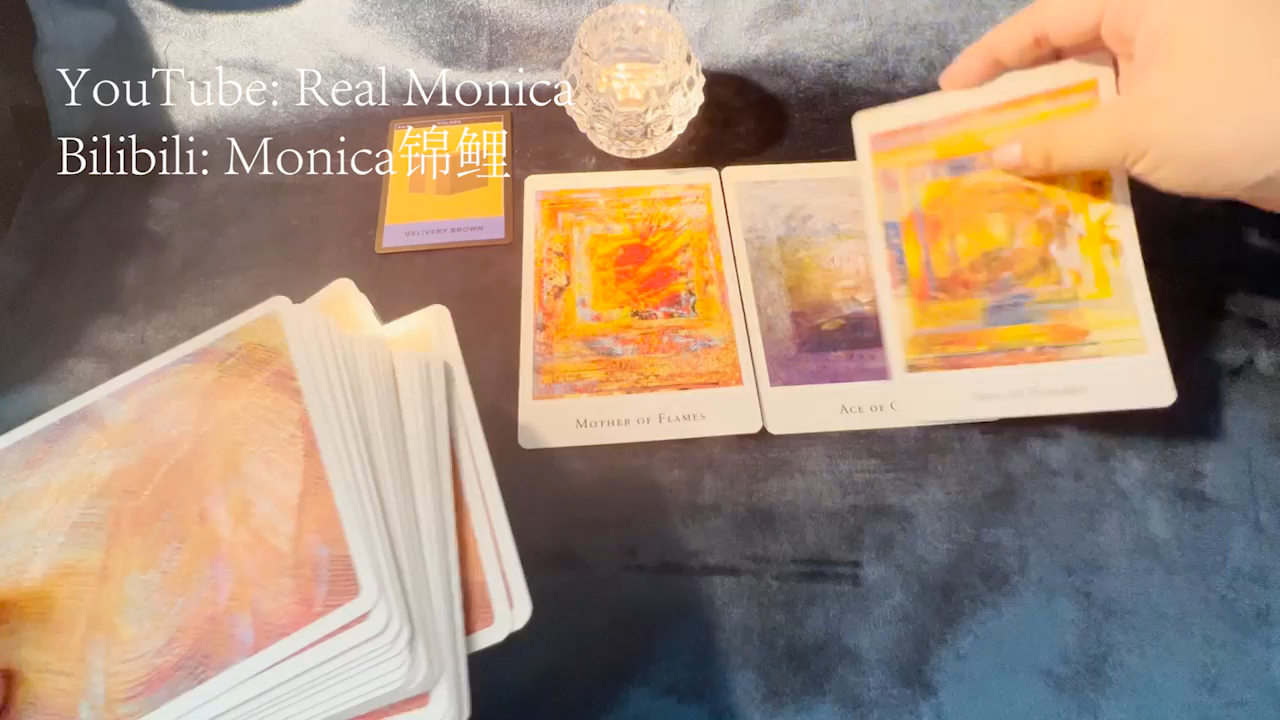 YouTube: Real Monica
Bilibili: Monica锦鲤
DELIVERY BROWN
MOTHER OF FLAMES
ACE OF C